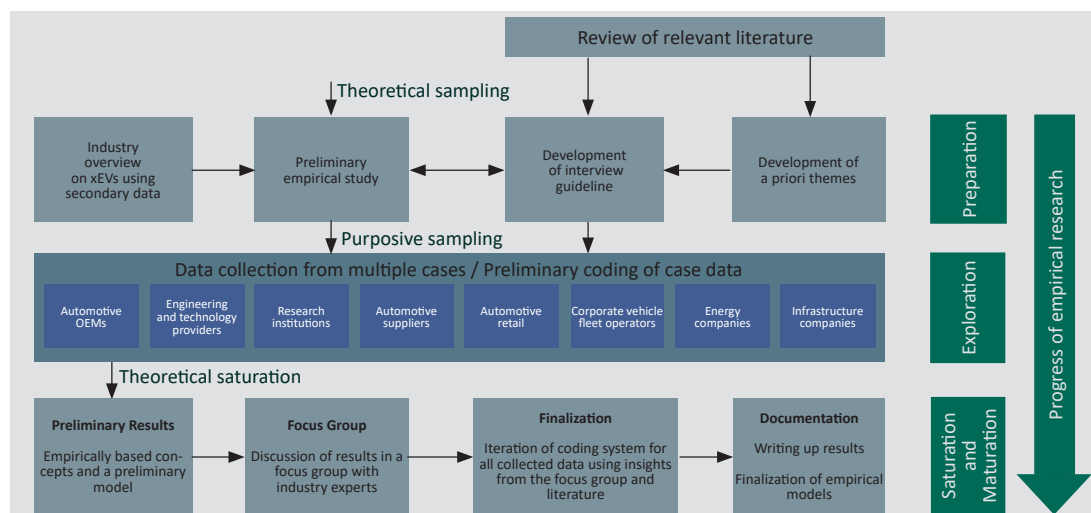 Review of relevant literature
Theoretical sampling
Industry
overview
on xEVs using
secondary data
Preliminary
empirical study
Development
of interview
guideline
Development of
a priori themes
Preparation
Purposive sampling
Data collection from multiple cases / Preliminary coding of case data
Automotive
OEMs
Engineering
and technology
providers
Research
institutions
Automotive
suppliers
Automotive
retail
Corporate vehicle
fleet operators
Energy
companies
Infrastructure
companies
Exploration
Progress of empirical research
Theoretical saturation
Preliminary Results
Empirically based con-
cepts and a preliminary
model
Focus Group
Discussion of results in a
focus group with
industry experts
Finalization
Iteration of coding system for
all collected data using insights
from the focus group and
literature
Documentation
Writing up results
Finalization of empirical
models
Saturation
and
Maturation